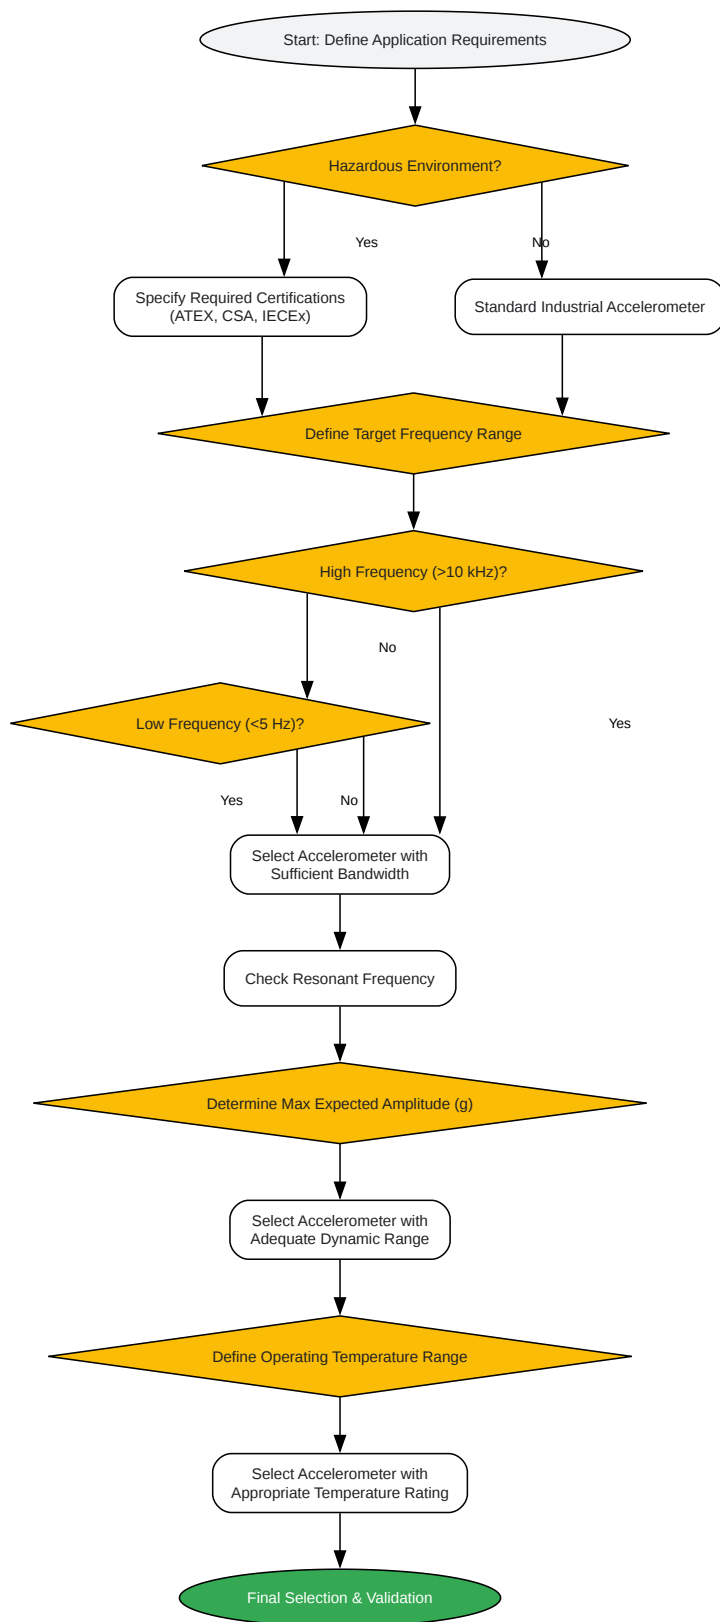 Start: Define Application Requirements
Hazardous Environment?
Yes
No
Specify Required Certifications
(ATEX, CSA, IECEx)
Standard Industrial Accelerometer
Define Target Frequency Range
High Frequency (>10 kHz)?
No
Low Frequency (<5 Hz)?
Yes
Yes
No
Select Accelerometer with
Sufficient Bandwidth
Check Resonant Frequency
Determine Max Expected Amplitude (g)
Select Accelerometer with
Adequate Dynamic Range
Define Operating Temperature Range
Select Accelerometer with
Appropriate Temperature Rating
Final Selection & Validation